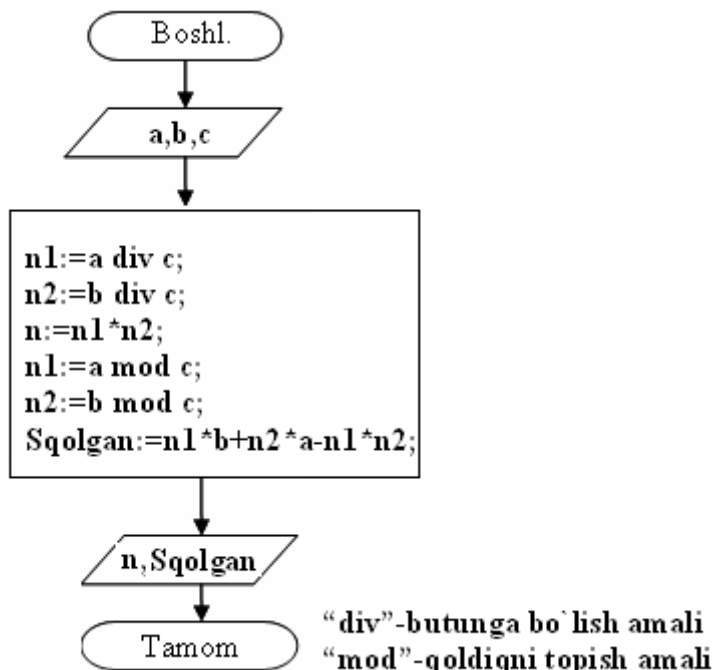 Boshl.
a,b,c
n1:=a div c;
n2:=b div c;
n:=n1*n2;
n1:=a mod c;
n2:=b mod c;
Sqolgan:=n1*b+n2*a-n1*n2;
n,Sqolgan
Tamom
“div”-butunga bo`lish amali
“mod”-qoldiqni topish amali